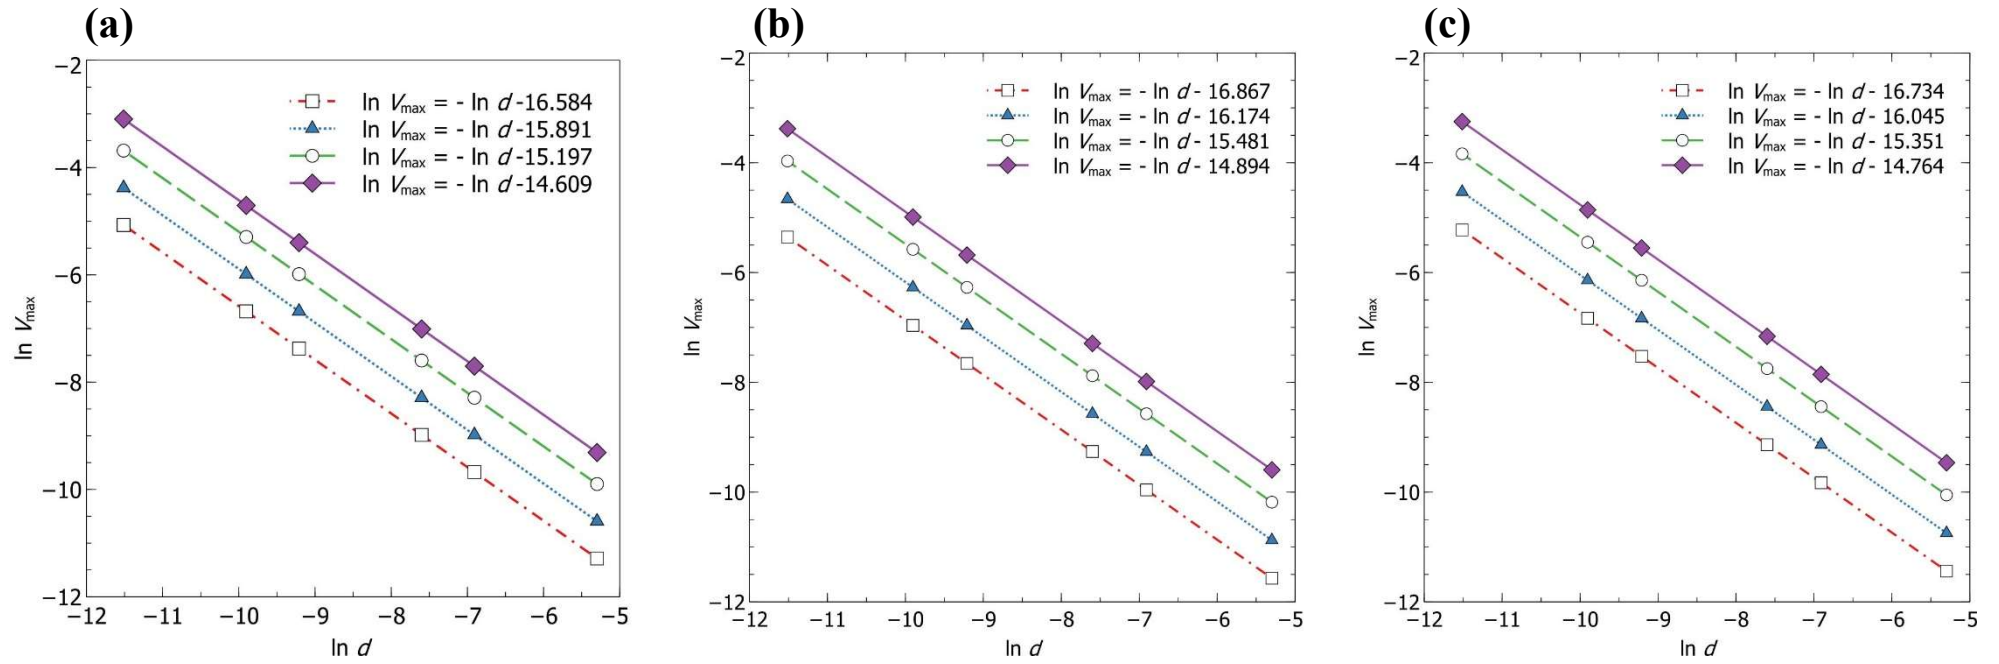 (a)
−2
−4
−6
−8
−10
−12
−12 −11 −10 −9 −8 −7 −6 −5
ln d
ln Vmax
ln Vmax = - ln d -16.584
ln Vmax = - ln d -15.891
ln Vmax = - ln d -15.197
ln Vmax = - ln d -14.609
(b)
−2
−4
−6
−8
−10
−12
−12 −11 −10 −9 −8 −7 −6 −5
ln d
ln Vmax
ln Vmax = - ln d - 16.867
ln Vmax = - ln d - 16.174
ln Vmax = - ln d - 15.481
ln Vmax = - ln d - 14.894
(c)
−2
−4
−6
−8
−10
−12
−12 −11 −10 −9 −8 −7 −6 −5
ln d
ln Vmax
ln Vmax = - ln d - 16.734
ln Vmax = - ln d - 16.045
ln Vmax = - ln d - 15.351
ln Vmax = - ln d - 14.764